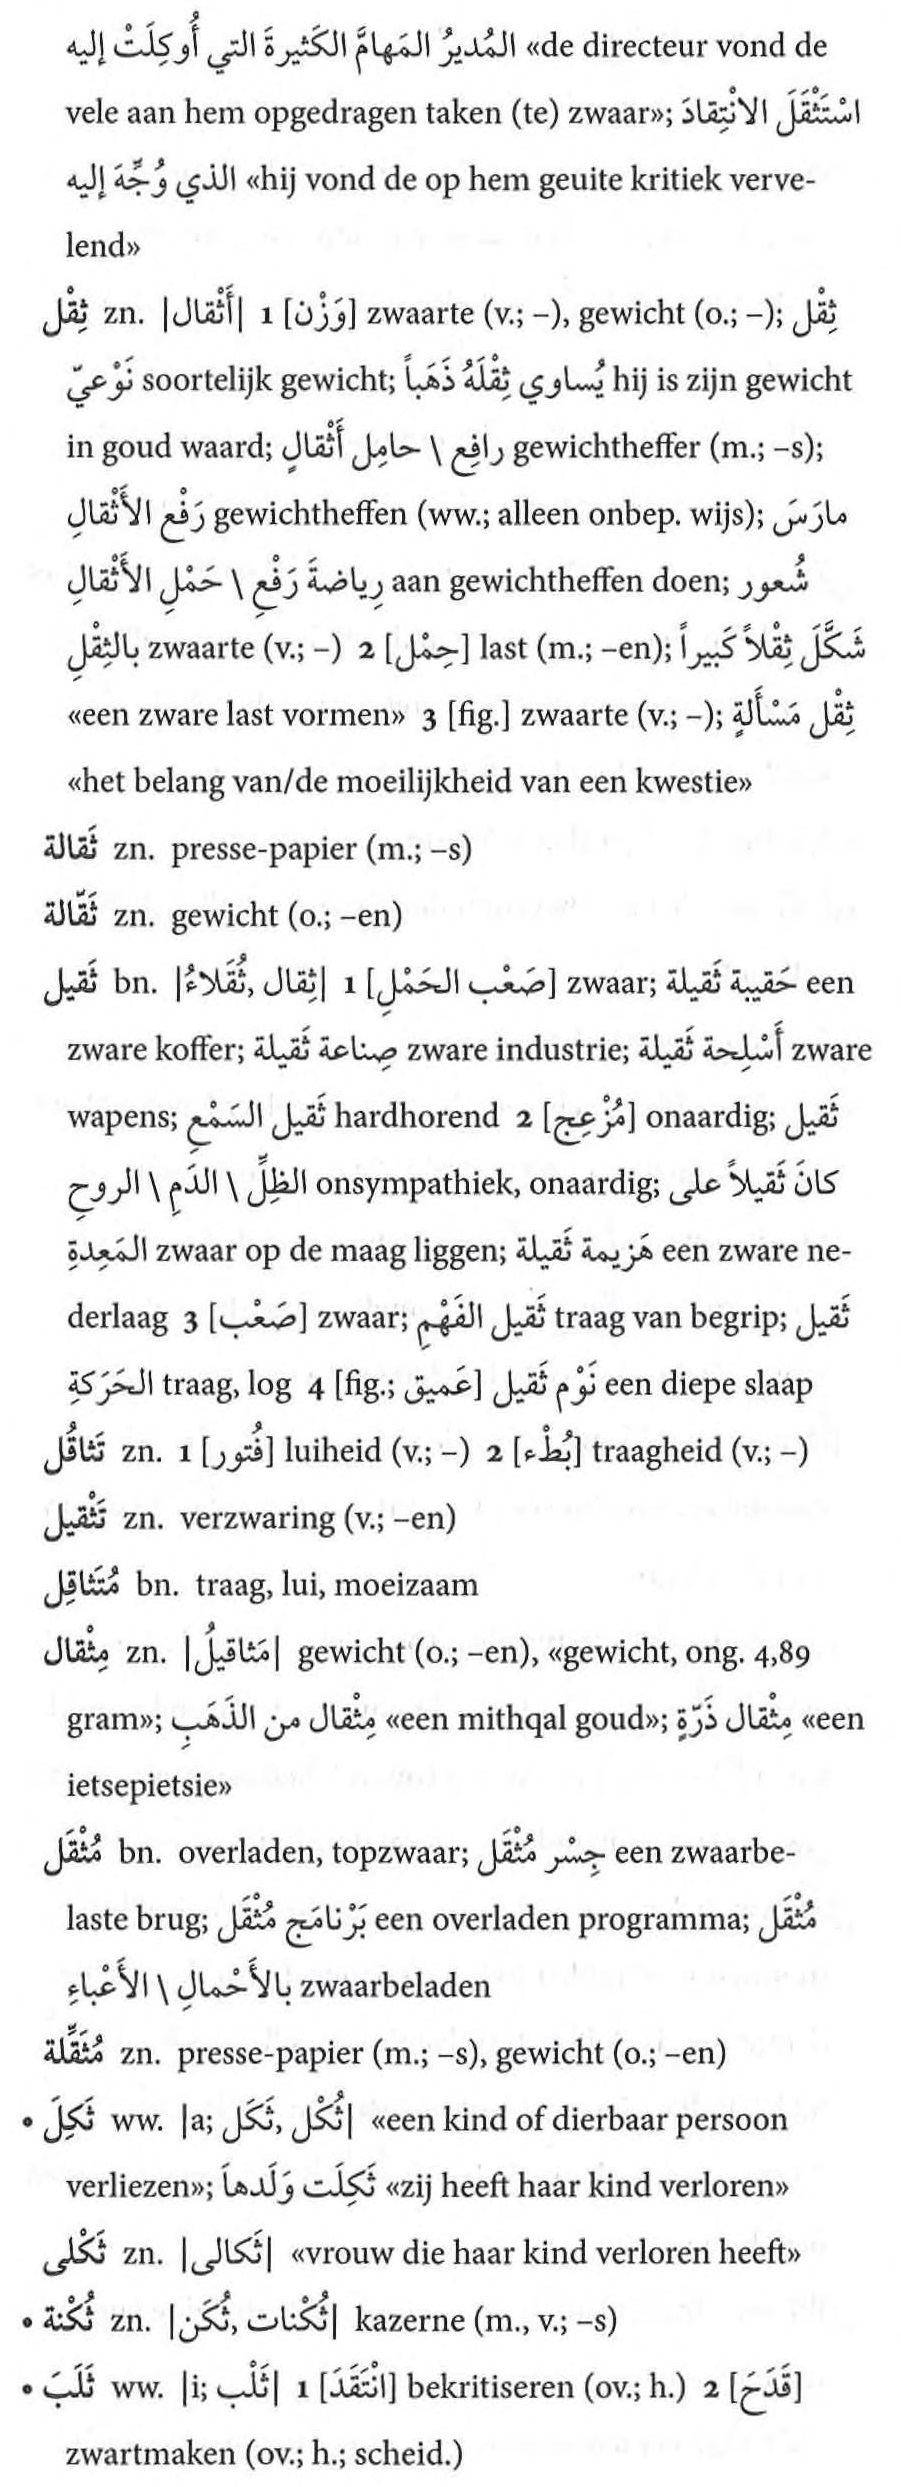 المُديرُ المَهامَّ الكَثيرةَ التي أُوكِلَتْ إليه «de directeur vond de
vele aan hem opgedragen taken (te) zwaar»; اسْتَثْقَلَ الانْتِقادَ
الذي وُجِّهَ إليه «hij vond de op hem geuite kritiek verve-
lend»
ثِقْل zn. |أَثْقال| 1 [وَزْن] zwaarte (v.; –), gewicht (o.; –); ثِقْل
نَوْعيّ soortelijk gewicht; يُساوي ثِقْلَهُ ذَهَباً hij is zijn gewicht
in goud waard; رافِع \ حامِل أَثْقالٍ gewichtheffer (m.; –s);
رَفْع الأَثْقالِ gewichtheffen (ww.; alleen onbep. wijs); مارَسَ
رِياضةَ رَفْعِ \ حَمْلِ الأَثْقالِ aan gewichtheffen doen; شُعور
بالثِقْلِ zwaarte (v.; –) 2 [حِمْل] last (m.; –en); شَكَّلَ ثِقْلاً كَبيراً
«een zware last vormen» 3 [fig.] zwaarte (v.; –); ثِقْل مَسْأَلةٍ
«het belang van/de moeilijkheid van een kwestie»
ثَقالة zn. presse-papier (m.; –s)
ثَقّالة zn. gewicht (o.; –en)
ثَقيل bn. |ثِقال, ثُقَلاءُ| 1 [صَعْب الحَمْلِ] zwaar; حَقيبة ثَقيلة een
zware koffer; صِناعة ثَقيلة zware industrie; أَسْلِحة ثَقيلة zware
wapens; ثَقيل السَمْعِ hardhorend 2 [مُزْعِج] onaardig; ثَقيل
الظِلِّ \ الدَمِ \ الروحِ onsympathiek, onaardig; كانَ ثَقيلاً على
المَعِدةِ zwaar op de maag liggen; هَزيمة ثَقيلة een zware ne-
derlaag 3 [صَعْب] zwaar; ثَقيل الفَهْمِ traag van begrip; ثَقيل
الحَرَكةِ traag, log 4 [fig.; عَميق] نَوْم ثَقيل een diepe slaap
تَثاقُل zn. 1 [فُتور] luiheid (v.; –) 2 [بُطْء] traagheid (v.; –)
تَثْقيل zn. verzwaring (v.; –en)
مُتَثاقِل bn. traag, lui, moeizaam
مِثْقال zn. |مَثاقيلُ| gewicht (o.; –en), «gewicht, ong. 4,89
gram»; مِثْقال من الذَهَبِ «een mithqal goud»; مِثْقال ذَرّةٍ «een
ietsepietsie»
مُثْقَل bn. overladen, topzwaar; جِسْر مُثْقَل een zwaarbe-
laste brug; بَرْنامَج مُثْقَل een overladen programma; مُثْقَل
بالأَحْمالِ \ الأَعْباءِ zwaarbeladen
مُثَقِّلة zn. presse-papier (m.; –s), gewicht (o.; –en)
• ثَكِلَ ww. |a; ثُكْل, ثَكَل| «een kind of dierbaar persoon
verliezen»; ثَكِلَت وَلَدها «zij heeft haar kind verloren»
ثَكْلى zn. |ثَكالى| «vrouw die haar kind verloren heeft»
• ثُكْنة zn. |ثُكْنات, ثُكَن| kazerne (m., v.; –s)
• ثَلَبَ ww. |i; ثَلْب| 1 [انْتَقَدَ] bekritiseren (ov.; h.) 2 [قَدَحَ]
zwartmaken (ov.; h.; scheid.)